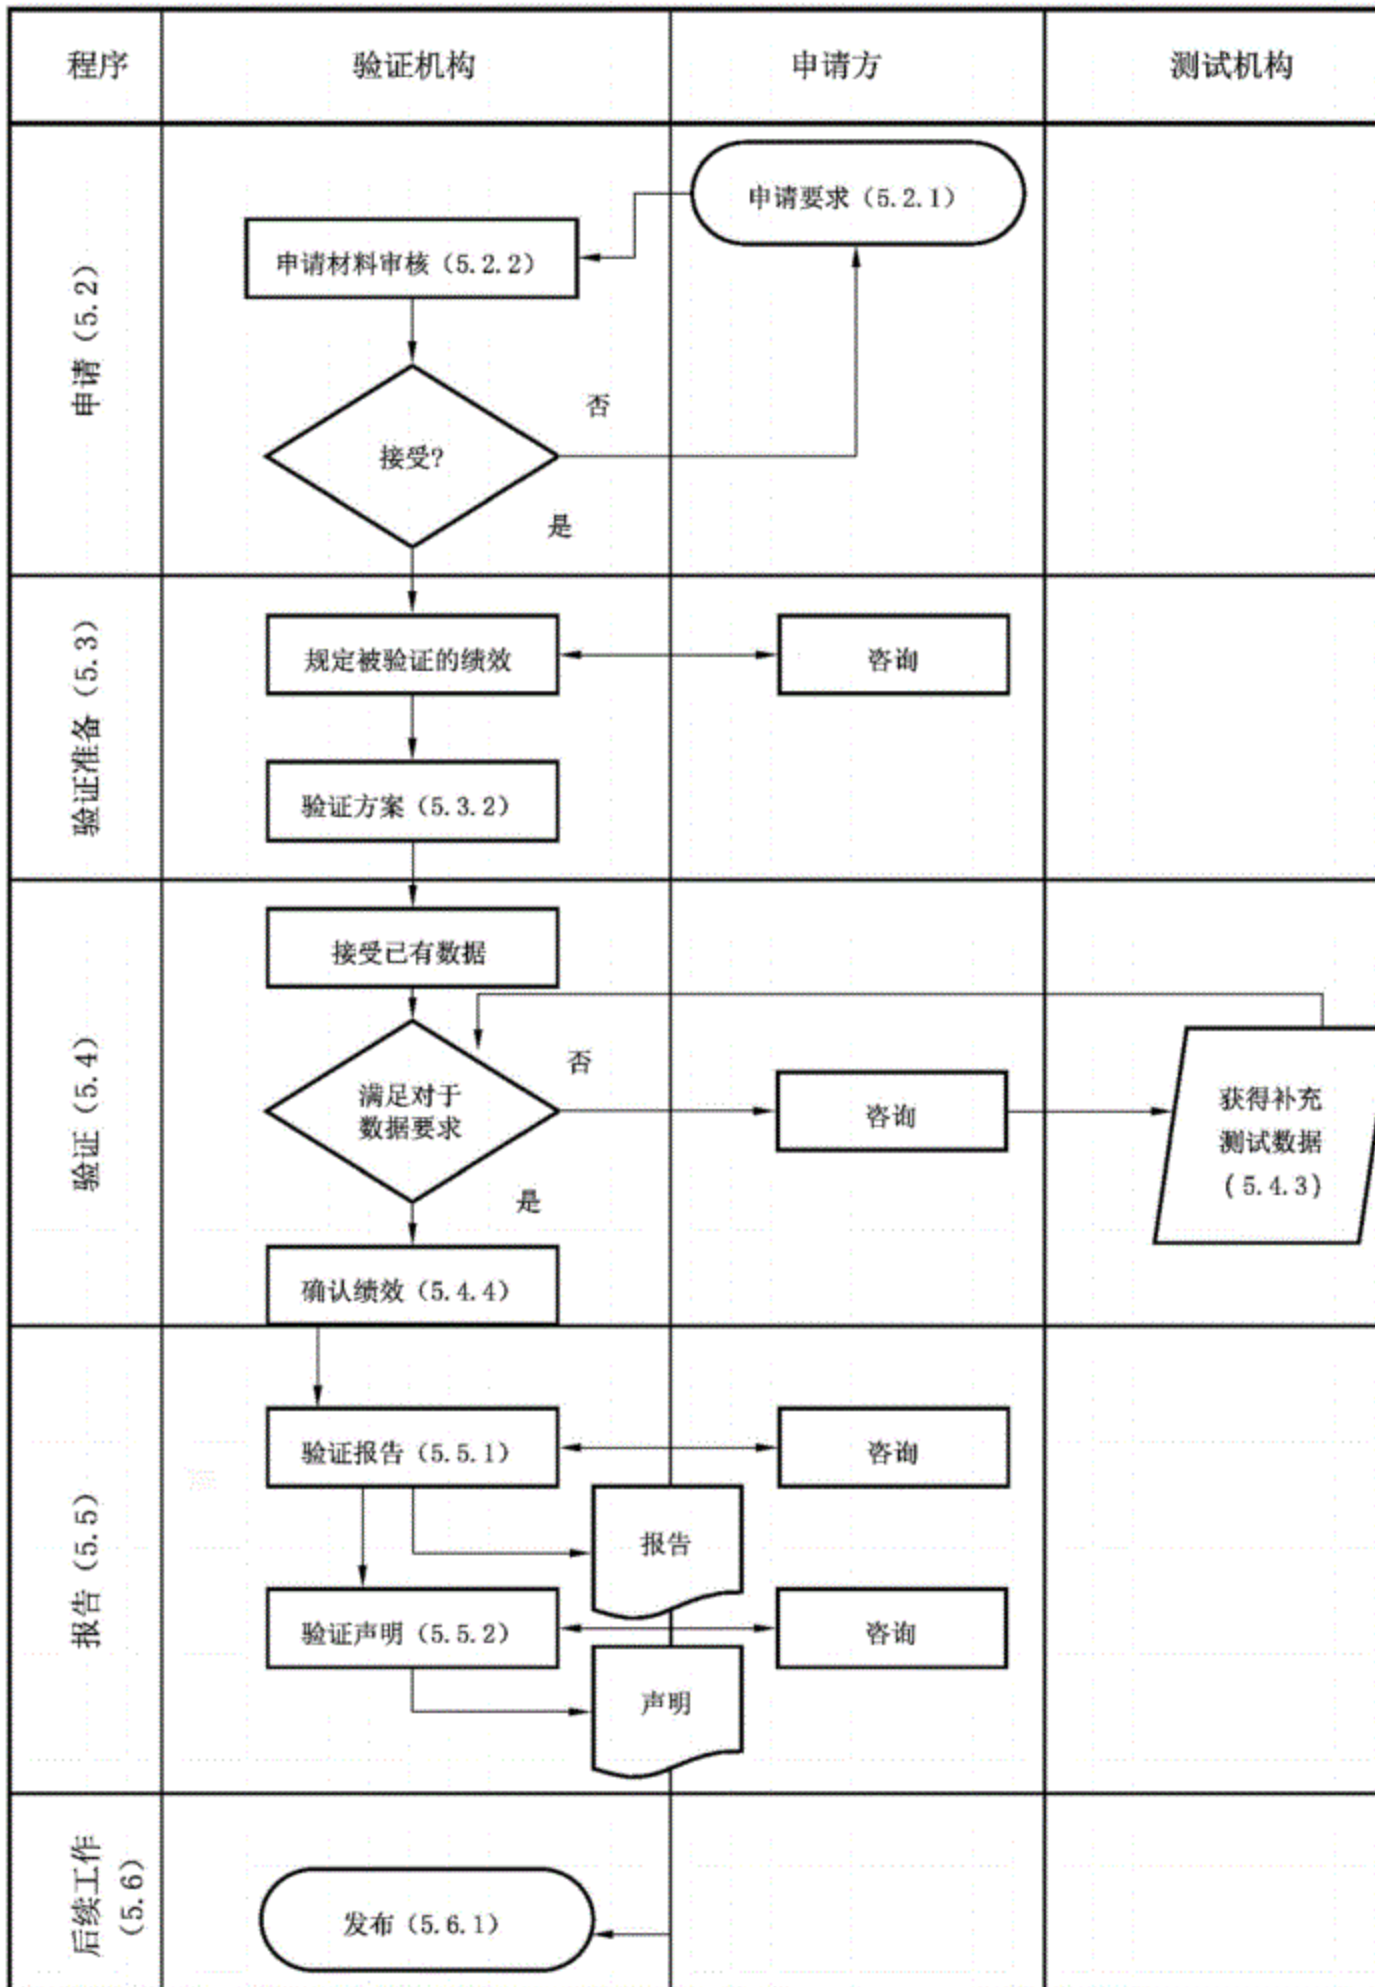 程序
验证机构
申请方
测试机构
申请（5.2）
申请要求（5.2.1）
申请材料审核（5.2.2）
接受？
否
是
验证准备（5.3）
规定被验证的绩效
咨询
验证方案（5.3.2）
验证（5.4）
接受已有数据
满足对于
数据要求
否
是
咨询
获得补充
测试数据
(5.4.3)
确认绩效（5.4.4）
报告（5.5）
验证报告（5.5.1）
咨询
报告
验证声明（5.5.2）
咨询
声明
后续工作
（5.6）
发布（5.6.1）